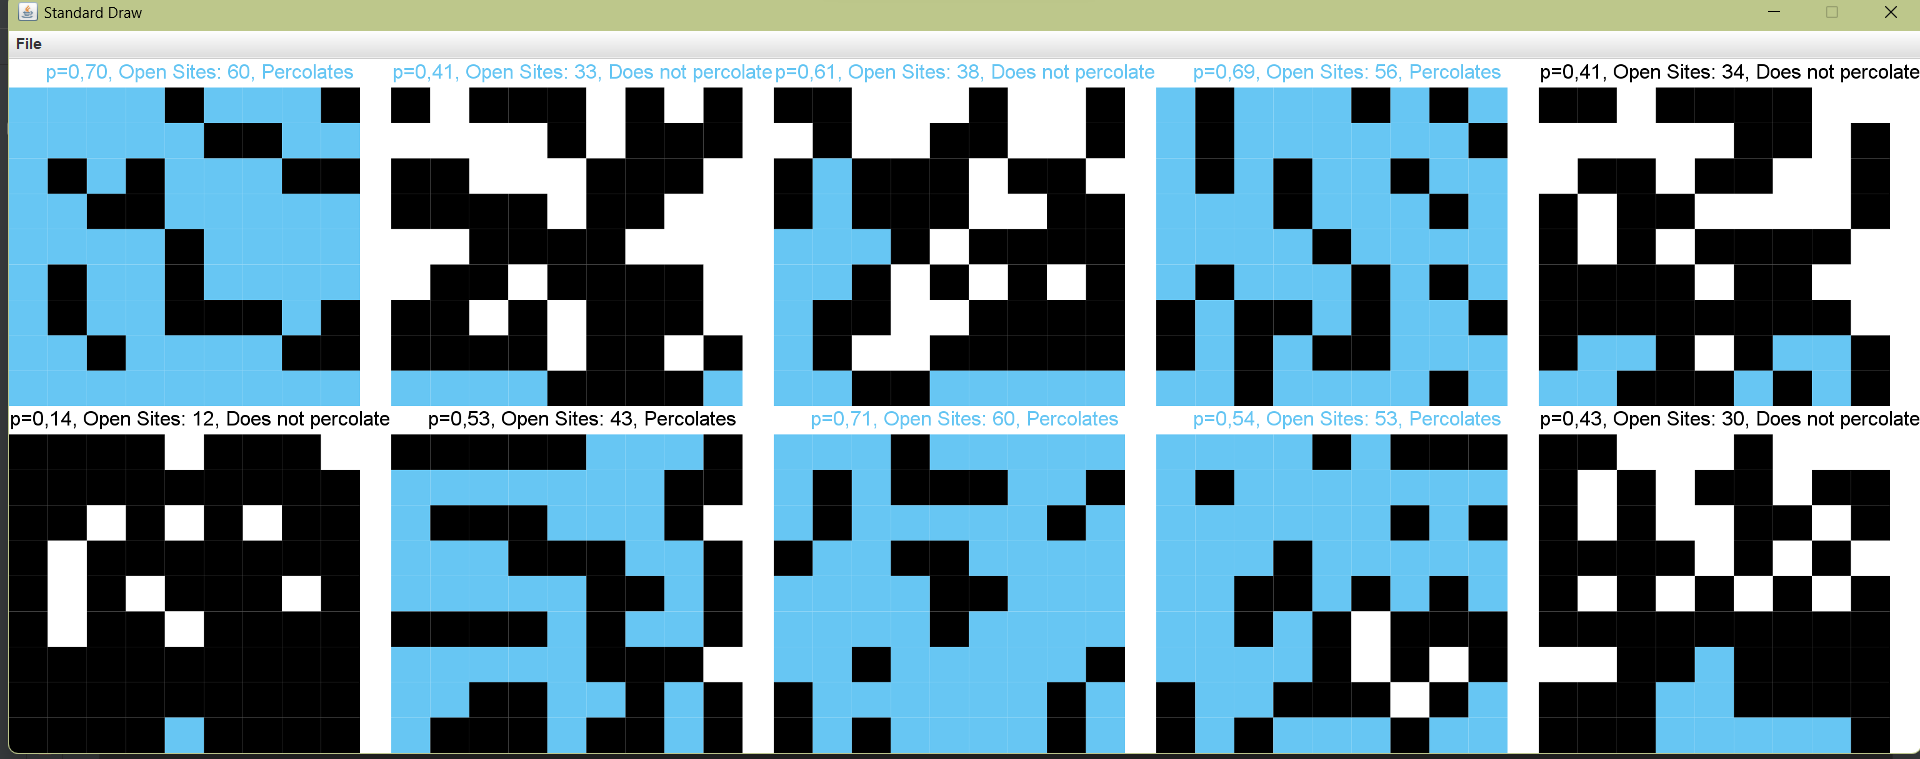 Standard Draw
File
p=0,70, Open Sites: 60, Percolates
p=0,41, Open Sites: 33, Does not percolate
p=0,61, Open Sites: 38, Does not percolate
p=0,69, Open Sites: 56, Percolates
p=0,41, Open Sites: 34, Does not percolate
p=0,14, Open Sites: 12, Does not percolate
p=0,53, Open Sites: 43, Percolates
p=0,71, Open Sites: 60, Percolates
p=0,54, Open Sites: 53, Percolates
p=0,43, Open Sites: 30, Does not percolate